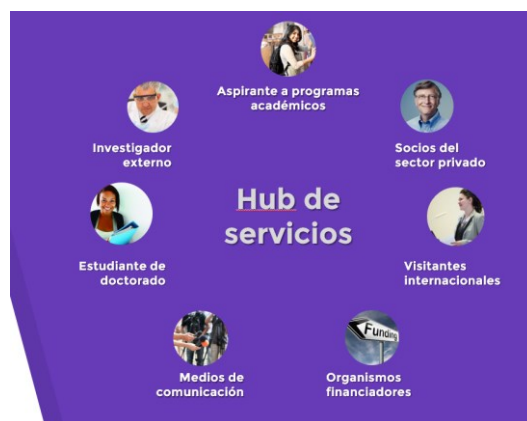 Aspirante a programas
académicos
Investigador
externo
Socios del
sector privado
Hub de
servicios
Estudiante de
doctorado
Visitantes
internacionales
Funding
Medios de
comunicación
Organismos
financiadores